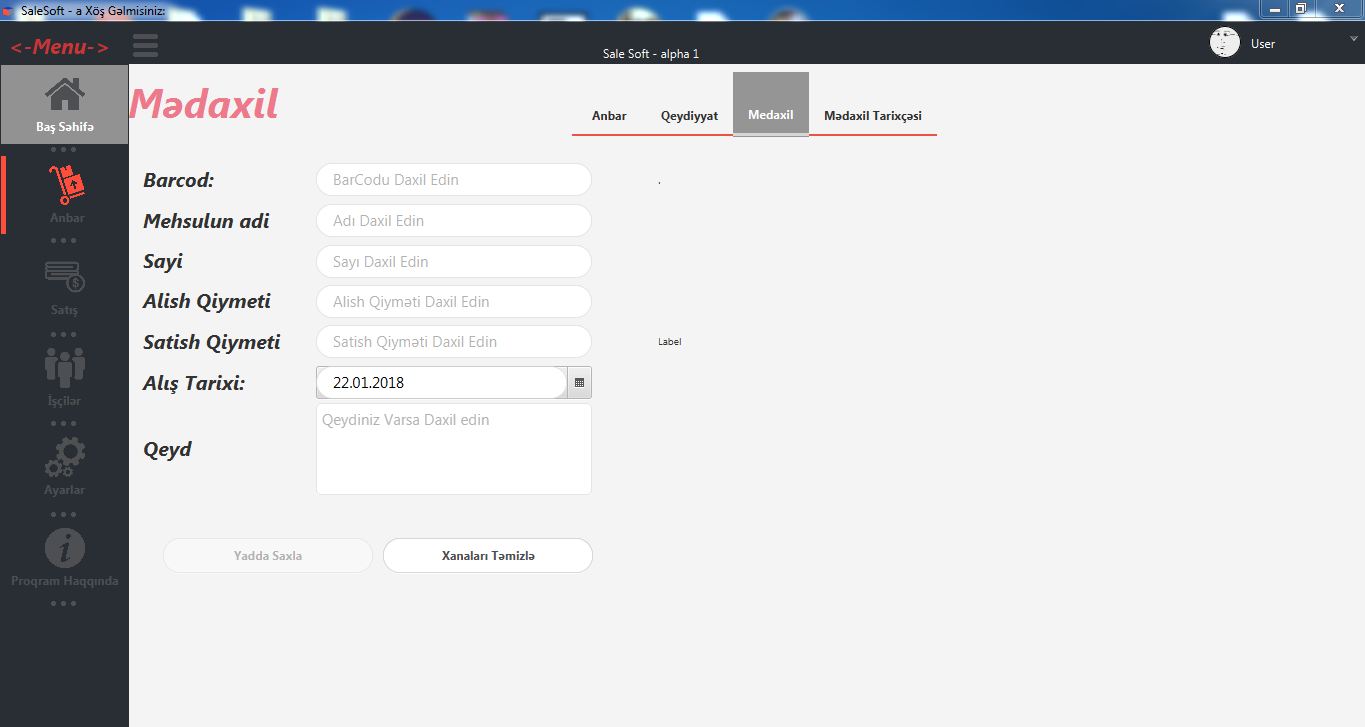 SaleSoft - a Xöş Gəlmisiniz:
<-Menu->
Sale Soft - alpha 1
User
Baş Səhifə
Anbar
Satış
İşçilər
Ayarlar
Proqram Haqqında
Mədaxil
Anbar
Qeydiyyat
Medaxil
Mədaxil Tarixçəsi
Barcod:
BarCodu Daxil Edin
.
Mehsulun adi
Adı Daxil Edin
Sayi
Sayı Daxil Edin
Alish Qiymeti
Alish Qiyməti Daxil Edin
Satish Qiymeti
Satish Qiyməti Daxil Edin
Label
Alış Tarixi:
22.01.2018
Qeyd
Qeydiniz Varsa Daxil edin
Yadda Saxla
Xanaları Təmizlə